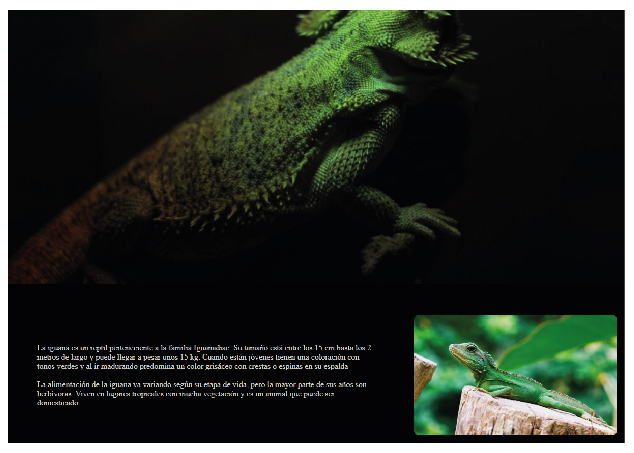 La iguana es un reptil perteneciente a la familia Iguanidae. Su tamaño está entre los 15 cm hasta los 2
metros de largo y puede llegar a pesar unos 15 kg. Cuando están jóvenes tienen una coloración con
tonos verdes y al ir madurando predomina un color grisáceo con crestas o espinas en su espalda
La alimentación de la iguana va variando según su etapa de vida, pero la mayor parte de sus años son
herbívoros. Viven en lugares tropicales con mucha vegetación y es un animal que puede ser
domesticado